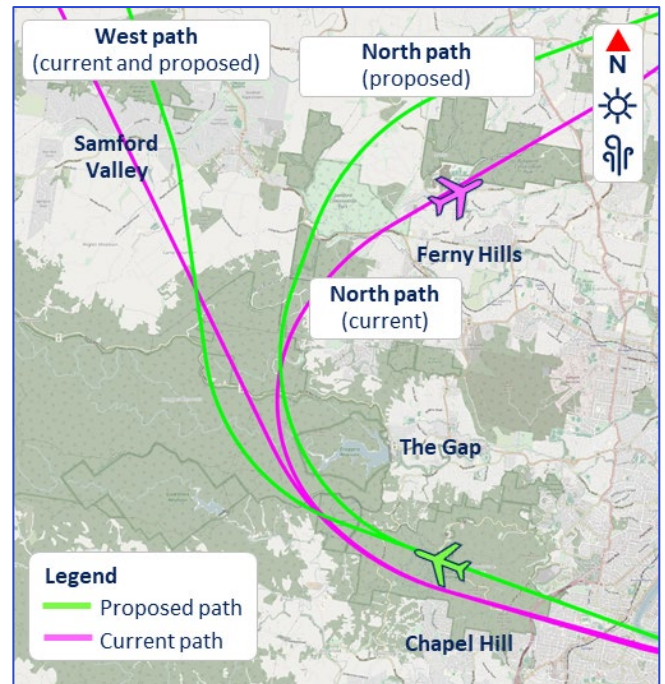 West path
(current and proposed)
North path
(proposed)
N
Samford
Valley
Ferny Hills
North path
(current)
The Gap
Legend
Proposed path
Current path
Chapel Hill